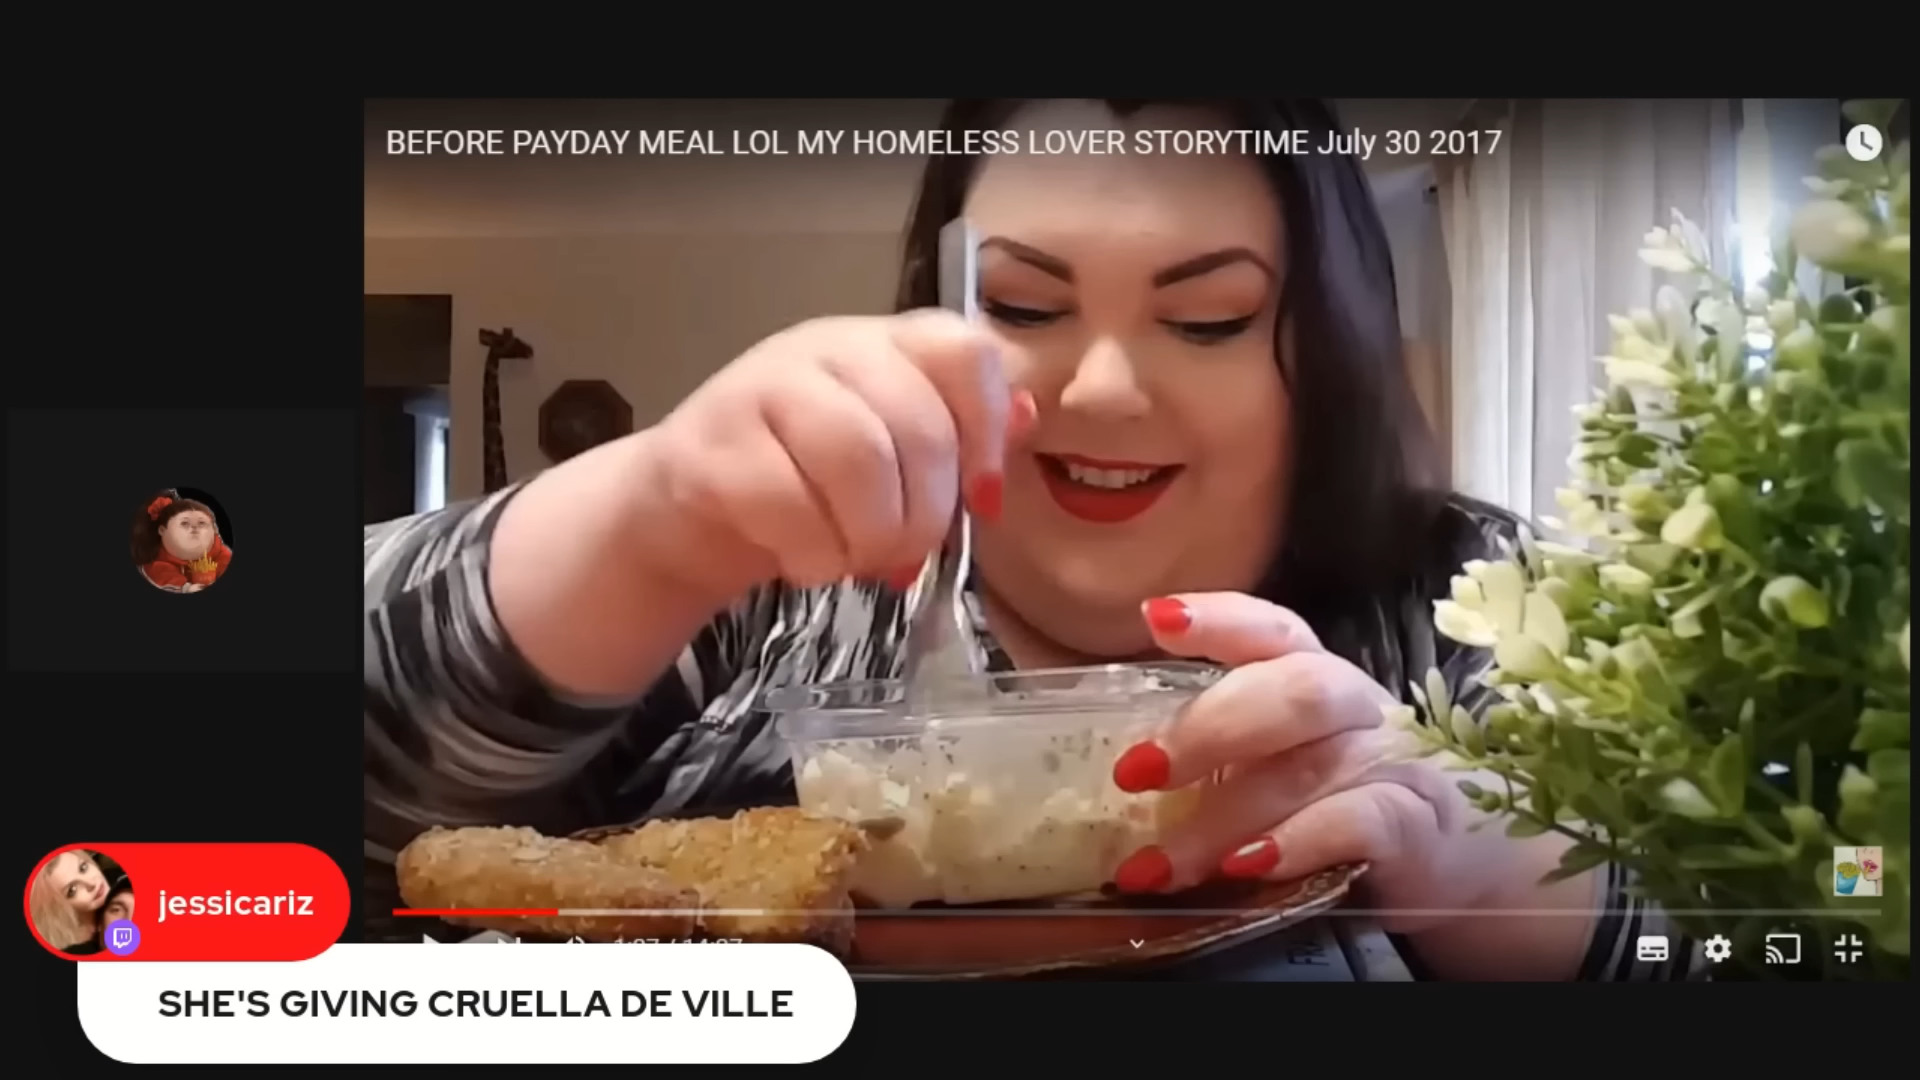 BEFORE PAYDAY MEAL LOL MY HOMELESS LOVER STORYTIME July 30 2017
jessicariz
SHE'S GIVING CRUELLA DE VILLE